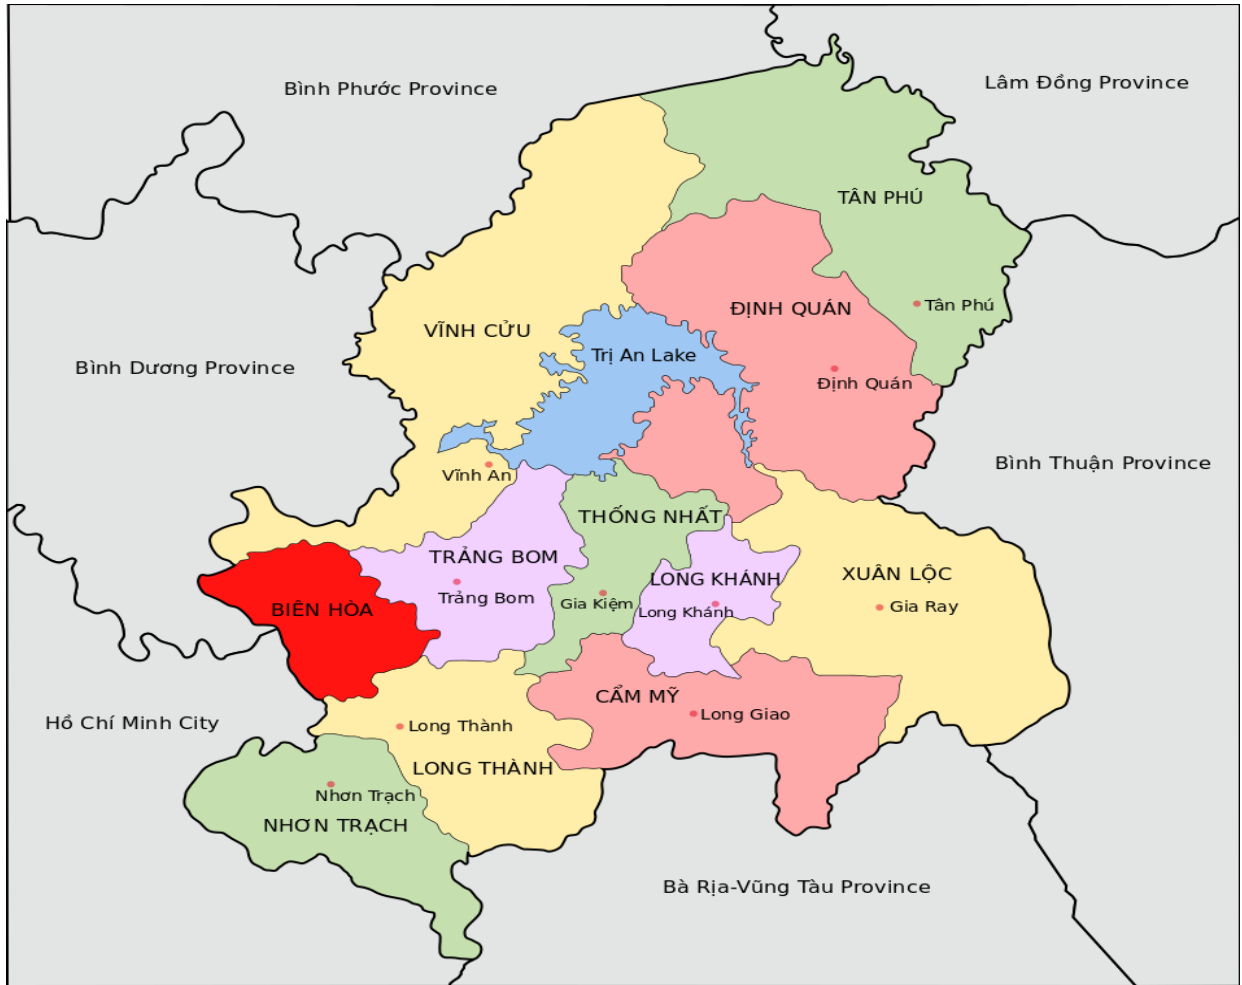 Bình Phước Province
Lâm Đồng Province
TÂN PHÚ
Tân Phú
ĐỊNH QUÁN
VĨNH CỬU
Trị An Lake
Bình Dương Province
Định Quán
Bình Thuận Province
Vĩnh An
THỐNG NHẤT
TRẢNG BOM
XUÂN LỘC
LONG KHÁNH
Trảng Bom
Gia Kiệm
Gia Ray
BIÊN HÒA
Long Khánh
CẨM MỸ
Long Giao
Hồ Chí Minh City
Long Thành
LONG THÀNH
Nhơn Trạch
NHƠN TRẠCH
Bà Rịa-Vũng Tàu Province